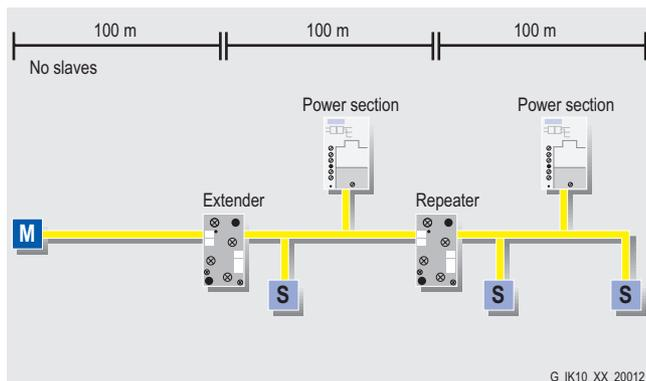 100 m 100 m 100 m
No slaves
Power section Power section
Extender Repeater
M
S S S
G_IK10_XX_20012